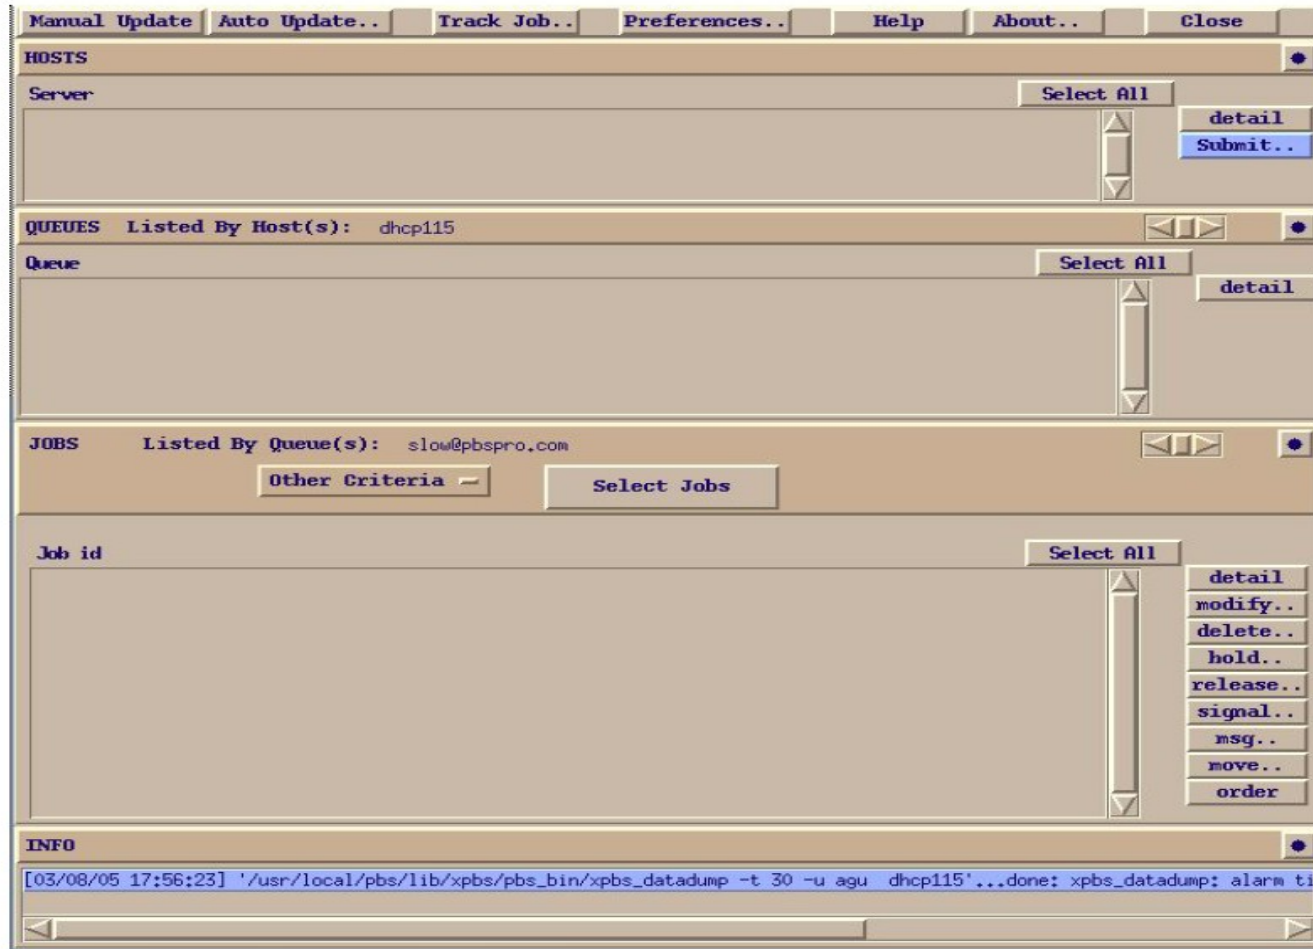 Manual Update Auto Update.. Track Job.. Preferences.. Help About.. Close
HOSTS
Server Select All
detail
Submit..
QUEUES Listed By Host(s): dhcp115
Queue Select All
detail
JOBS Listed By Queue(s): slow@pbspro.com
Other Criteria Select Jobs
Job id Select All
detail
modify..
delete..
hold..
release..
signal..
msg..
move..
order
INFO
[03/08/05 17:56:23] '/usr/local/pbs/lib/xpbs/pbs_bin/xpbs_datadump -t 30 -u agu dhcp115'...done: xpbs_datadump: alarm ti